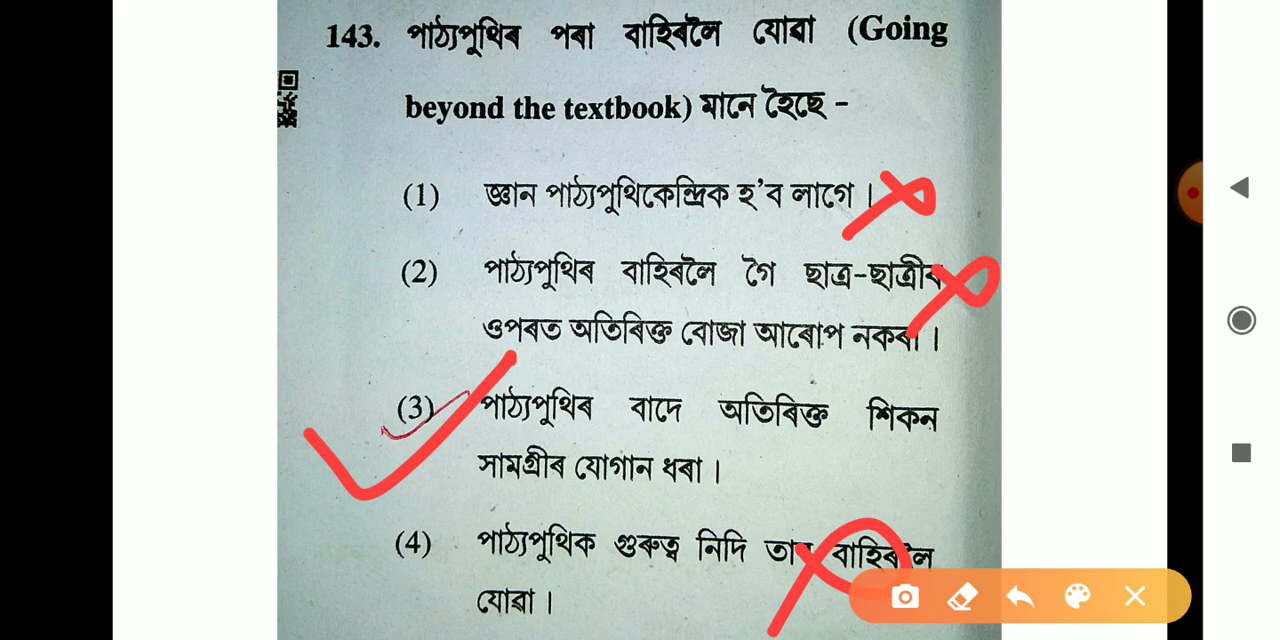 143. পাঠ্যপুথিৰ পৰা বাহিৰলৈ যোৱা (Going
beyond the textbook) মানে হৈছে -
(1) জ্ঞান পাঠ্যপুথিকেন্দ্ৰিক হ'ব লাগে ।
(2) পাঠ্যপুথিৰ বাহিৰলৈ গৈ ছাত্ৰ-ছাত্ৰীৰ
ওপৰত অতিৰিক্ত বোজা আৰোপ নকৰা ।
(3) পাঠ্যপুথিৰ বাদে অতিৰিক্ত শিকন
সামগ্ৰীৰ যোগান ধৰা ।
(4) পাঠ্যপুথিক গুৰুত্ব নিদি তাৰ বাহিৰলৈ
যোৱা ।